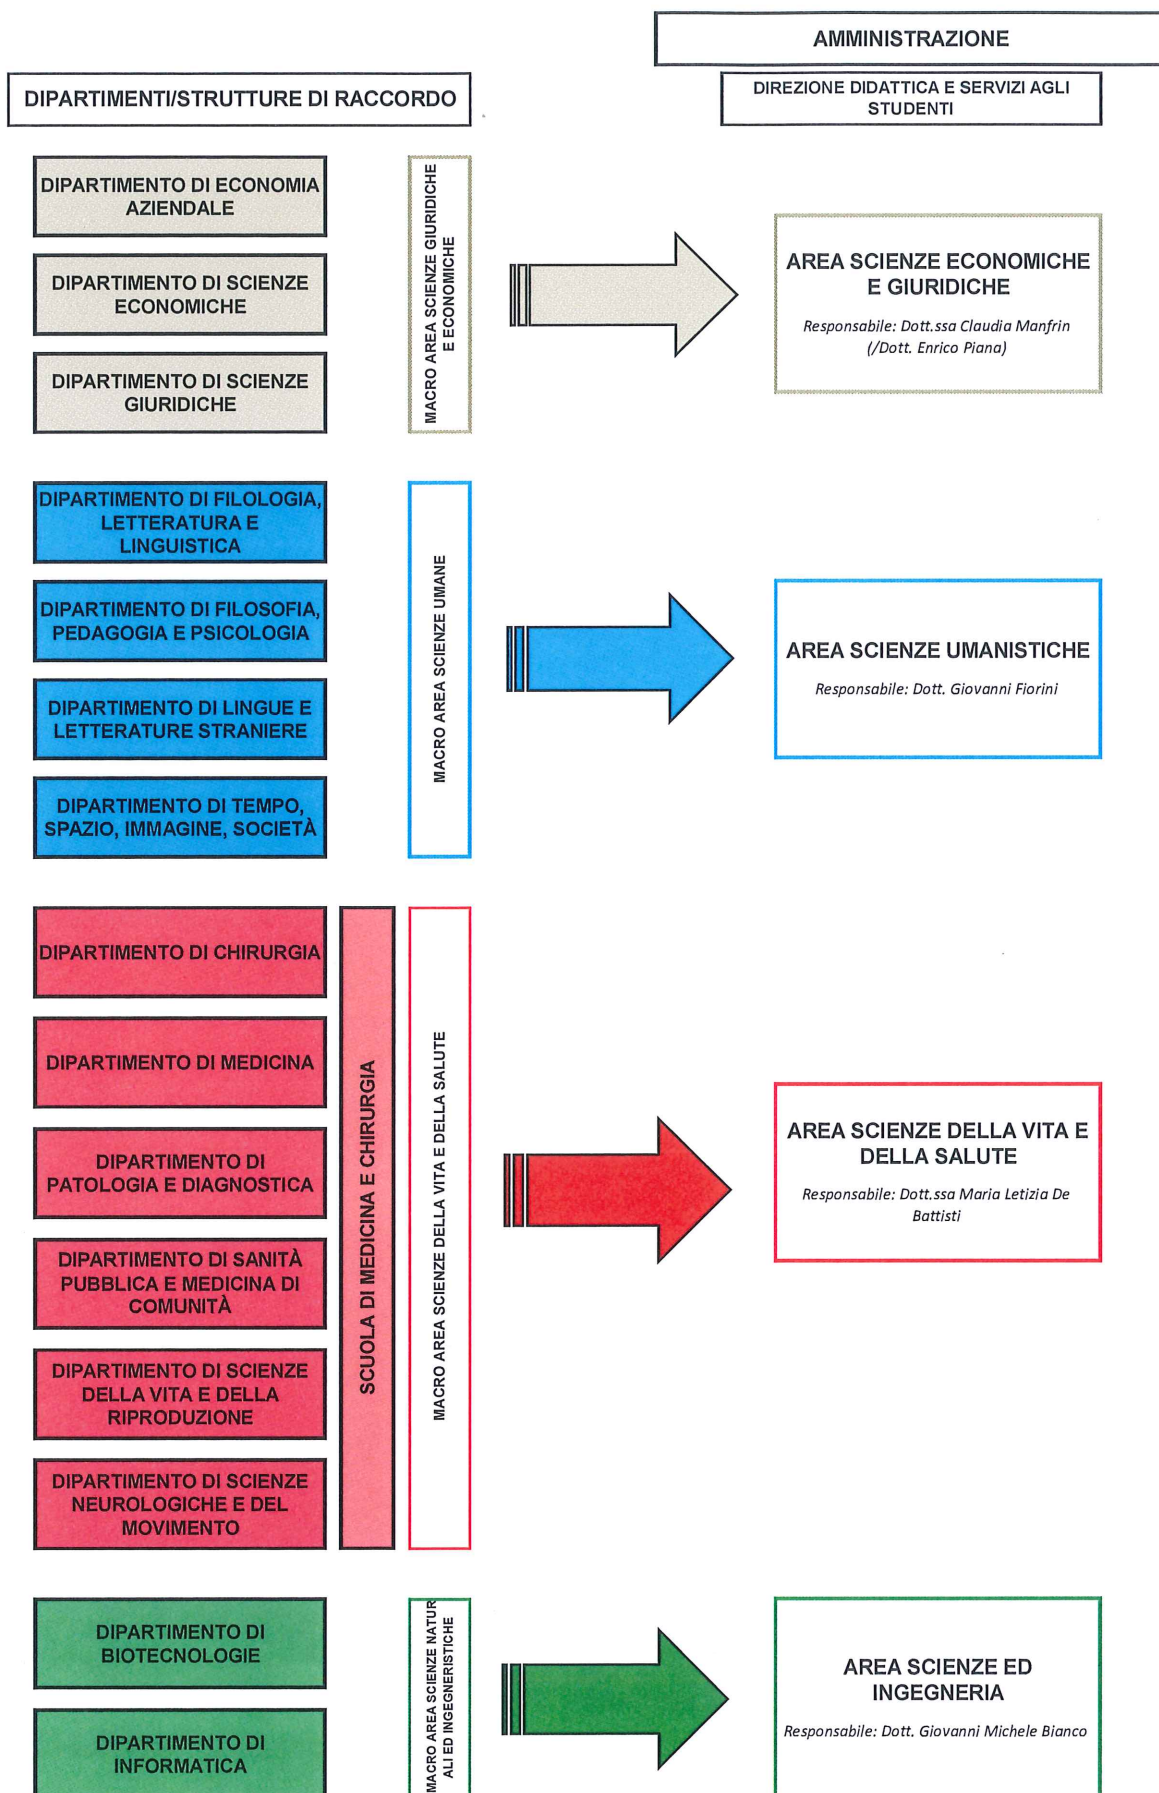 AMMINISTRAZIONE
DIPARTIMENTI/STRUTTURE DI RACCORDO
DIREZIONE DIDATTICA E SERVIZI AGLI
STUDENTI
DIPARTIMENTO DI ECONOMIA
AZIENDALE
DIPARTIMENTO DI SCIENZE
ECONOMICHE
DIPARTIMENTO DI SCIENZE
GIURIDICHE
MACRO AREA SCIENZE GIURIDICHE
E ECONOMICHE
AREA SCIENZE ECONOMICHE
E GIURIDICHE
Responsabile: Dott.ssa Claudia Manfrin
(/Dott. Enrico Piana)
DIPARTIMENTO DI FILOLOGIA,
LETTERATURA E
LINGUISTICA
DIPARTIMENTO DI FILOSOFIA,
PEDAGOGIA E PSICOLOGIA
DIPARTIMENTO DI LINGUE E
LETTERATURE STRANIERE
DIPARTIMENTO DI TEMPO,
SPAZIO, IMMAGINE, SOCIETÀ
MACRO AREA SCIENZE UMANE
AREA SCIENZE UMANISTICHE
Responsabile: Dott. Giovanni Fiorini
DIPARTIMENTO DI CHIRURGIA
DIPARTIMENTO DI MEDICINA
DIPARTIMENTO DI
PATOLOGIA E DIAGNOSTICA
DIPARTIMENTO DI SANITÀ
PUBBLICA E MEDICINA DI
COMUNITÀ
DIPARTIMENTO DI SCIENZE
DELLA VITA E DELLA
RIPRODUZIONE
DIPARTIMENTO DI SCIENZE
NEUROLOGICHE E DEL
MOVIMENTO
SCUOLA DI MEDICINA E CHIRURGIA
MACRO AREA SCIENZE DELLA VITA E DELLA SALUTE
AREA SCIENZE DELLA VITA E
DELLA SALUTE
Responsabile: Dott.ssa Maria Letizia De
Battisti
DIPARTIMENTO DI
BIOTECNOLOGIE
DIPARTIMENTO DI
INFORMATICA
MACRO AREA SCIENZE NATUR
ALI ED INGEGNERISTICHE
AREA SCIENZE ED
INGEGNERIA
Responsabile: Dott. Giovanni Michele Bianco